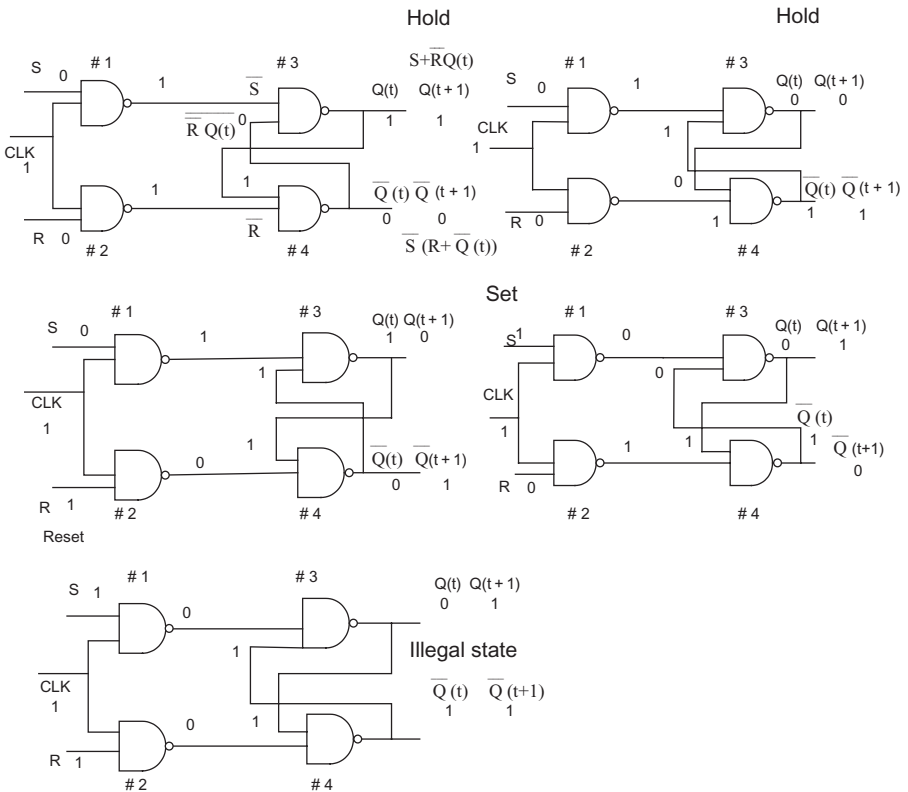 Hold
S+R̅Q(t)
# 1 # 3
S 0 1 S̅ Q(t) Q(t + 1)
R̿ Q̅(̅t̅)̅ 0 1 1
CLK
1
1 1 Q̅(t) Q̅ (t + 1)
R 0 R̅ 0 0
# 2 # 4 S̅ (R+ Q̅ (t))
Hold
# 1 # 3
S 0 1 Q(t) Q(t + 1)
0 0
CLK 1
1
0 Q̅(t) Q̅ (t + 1)
R 0 1 1 1
# 2 # 4
# 1 # 3
S 0 1 Q(t) Q(t + 1)
1 0
1
CLK
1
1
0 Q̅(t) Q̅(t + 1)
R 1 0 1
# 2 # 4
Reset
Set
# 1 # 3
S 1 0 Q(t) Q(t + 1)
0 1
0
CLK
1 Q̅ (t)
1 1 1 Q̅ (t+1)
R 0 0
# 2 # 4
# 1 # 3
S 1 0 Q(t) Q(t + 1)
0 1
1 Illegal state
CLK Q̅ (t) Q̅ (t+1)
1 1 1
0 1
R 1
# 2 # 4